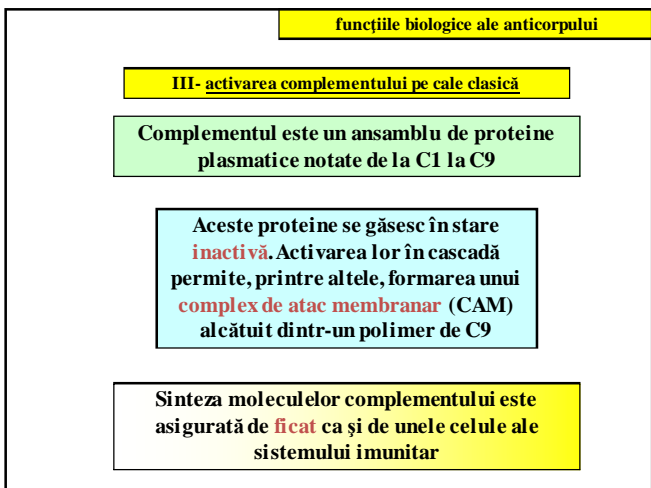 funcțiile biologice ale anticorpului
III- activarea complementului pe cale clasică
Complementul este un ansamblu de proteine
plasmatice notate de la C1 la C9
Aceste proteine se găsesc în stare
inactivă. Activarea lor în cascadă
permite, printre altele, formarea unui
complex de atac membranar (CAM)
alcătuit dintr-un polimer de C9
Sinteza moleculelor complementului este
asigurată de ficat ca și de unele celule ale
sistemului imunitar